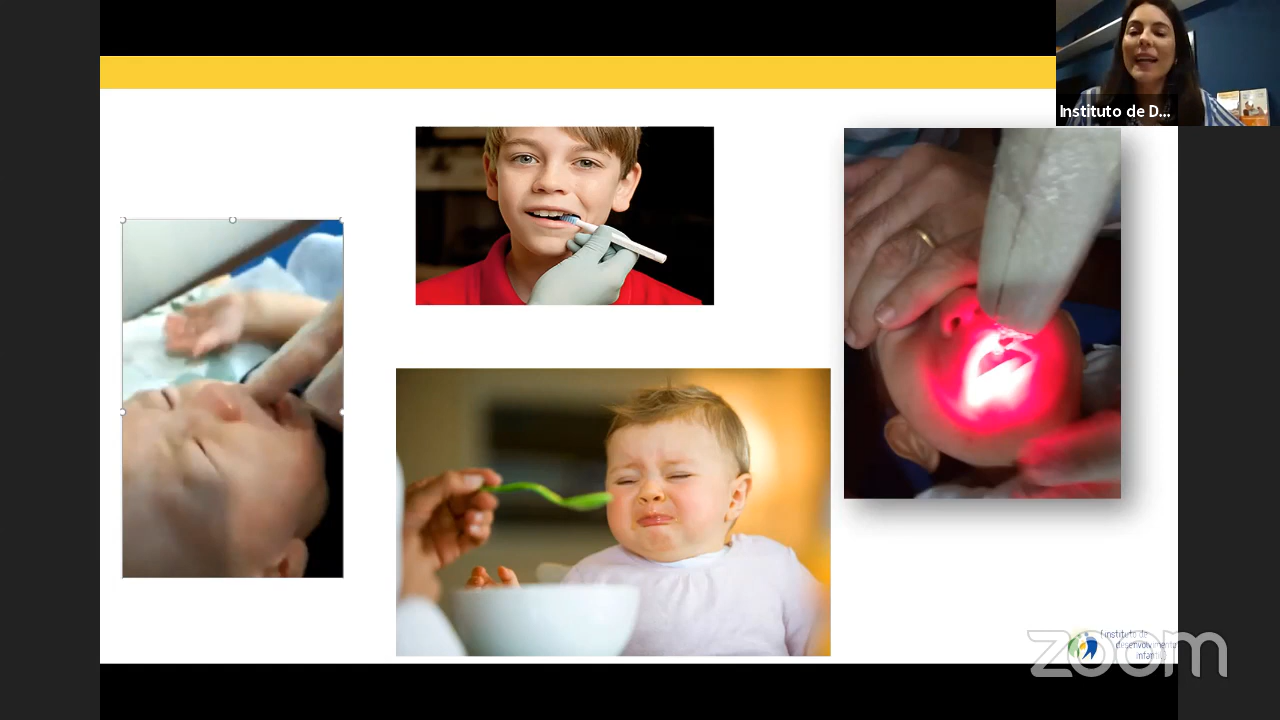 Instituto de D...
instituto de
desenvolvimento
infantil
zoom